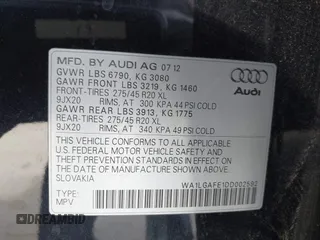 MFD. BY AUDI AG 07 12
GVWR LBS 6790, KG 3080
GAWR FRONT LBS 3219, KG 1460
FRONT-TIRES 275/45 R20 XL
9JX20 RIMS, AT 300 KPA 44 PSI COLD
GAWR REAR LBS 3913, KG 1775
REAR-TIRES 275/45 R20 XL
9JX20 RIMS, AT 340 KPA 49 PSI COLD
Audi
THIS VEHICLE CONFORMS TO ALL APPLICABLE
U.S. FEDERAL MOTOR VEHICLE
SAFETY AND THEFT
PREVENTION STANDARDS IN EFFECT ON THE
DATE OF MANUFACTURE SHOWN ABOVE.
SLOVAKIA
TYPE:
MPV
DREAMBID